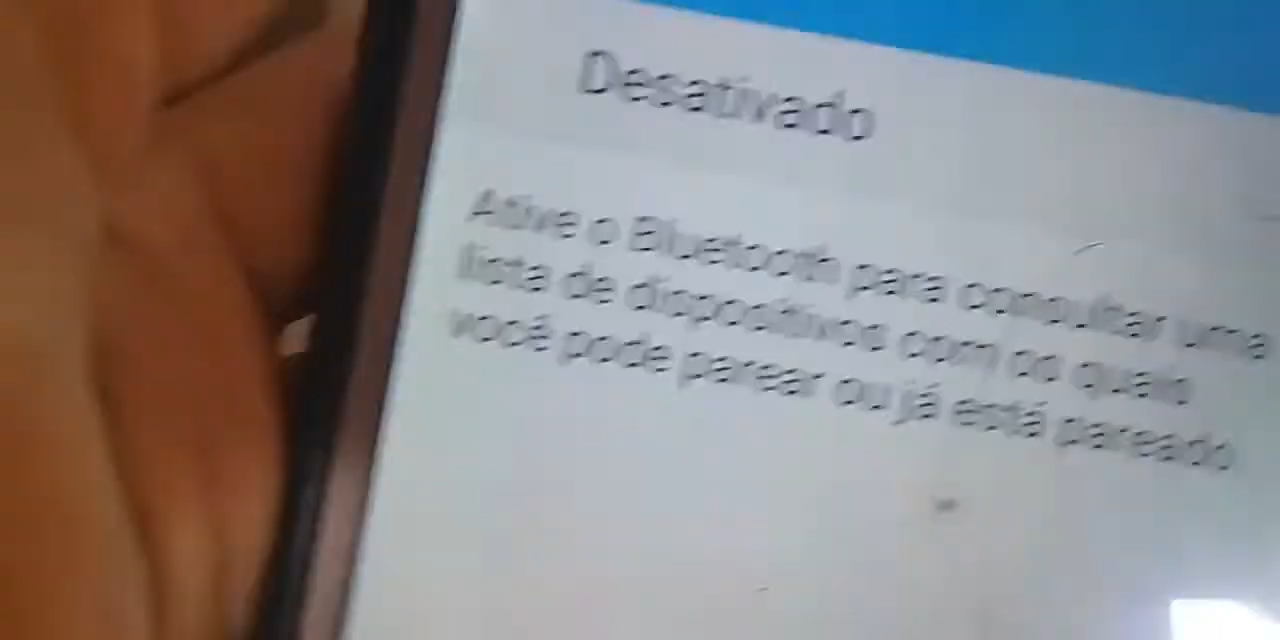 Desativado
Ative o Bluetooth para consultar uma
lista de dispositivos com os quais
você pode parear ou já está pareado